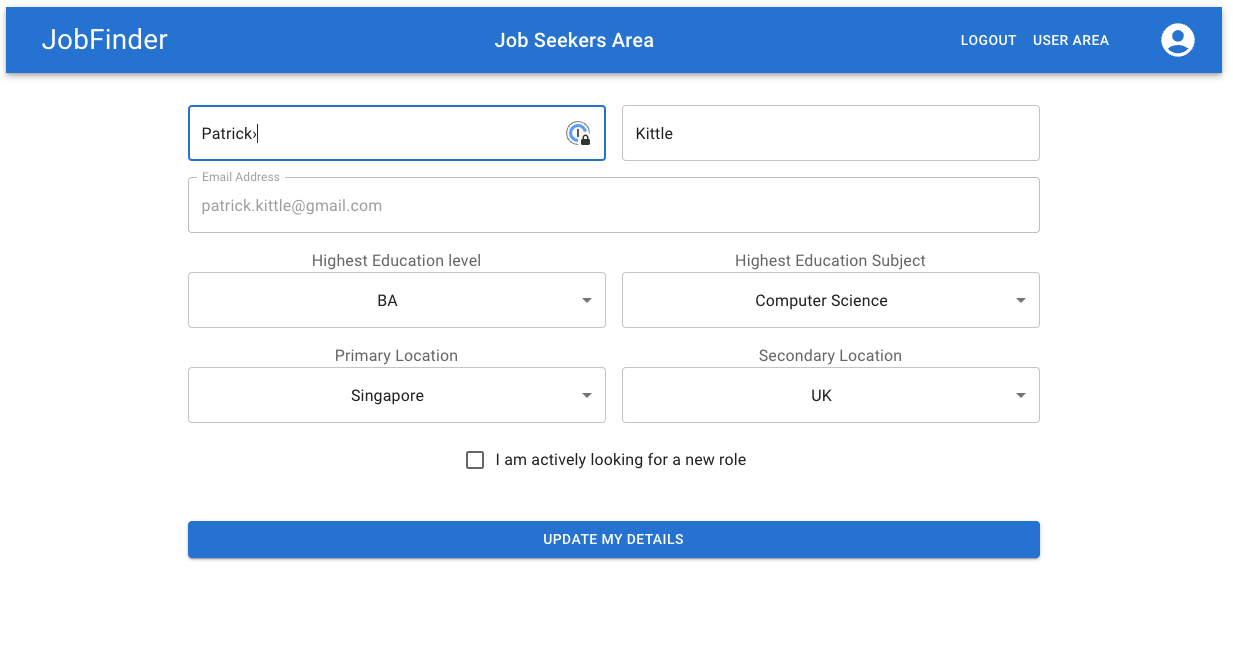 JobFinder Job Seekers Area LOGOUT USER AREA
Patrick› Kittle
Email Address
patrick.kittle@gmail.com
Highest Education level Highest Education Subject
BA Computer Science
Primary Location Secondary Location
Singapore UK
I am actively looking for a new role
UPDATE MY DETAILS